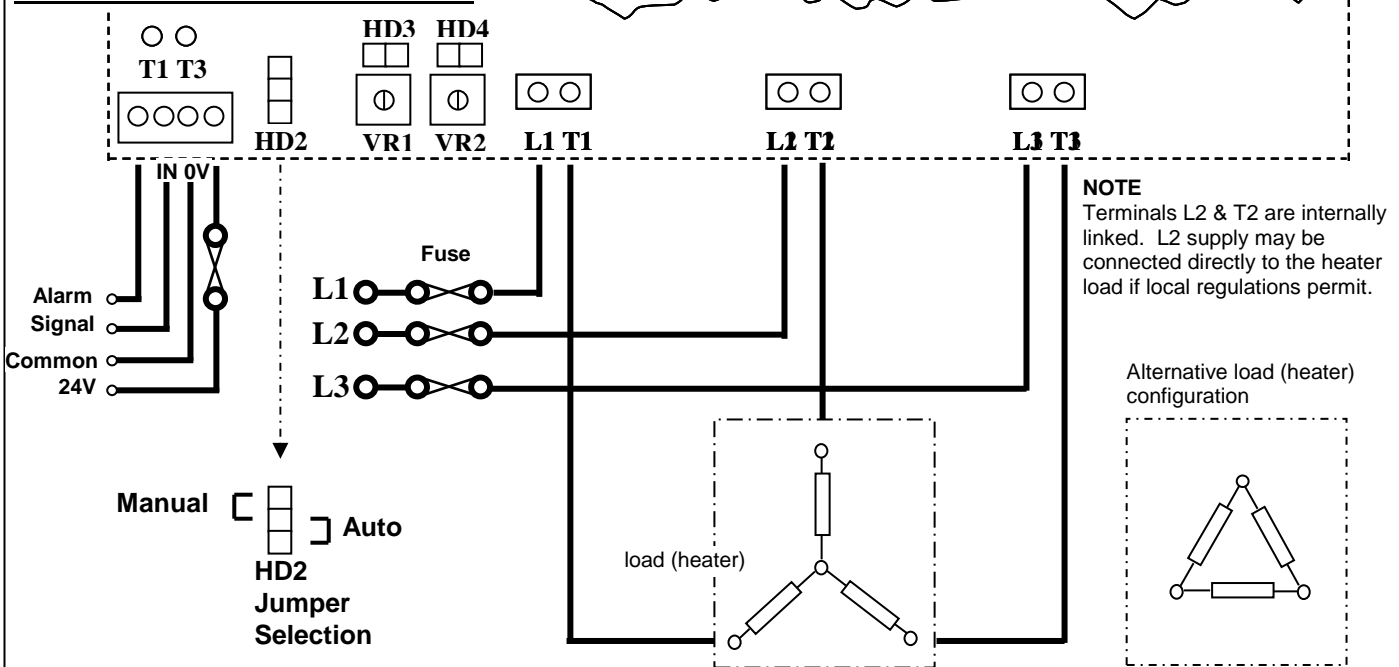 HD3 HD4
T1 T3
HD2 VR1 VR2 L1 T1 L2 T2 L3 T3
IN 0V
NOTE
Terminals L2 & T2 are internally
linked. L2 supply may be
connected directly to the heater
load if local regulations permit.
Fuse
Alarm
Signal
Common
24V
L1
L2
L3
Alternative load (heater)
configuration
Manual
Auto
HD2
Jumper
Selection
load (heater)